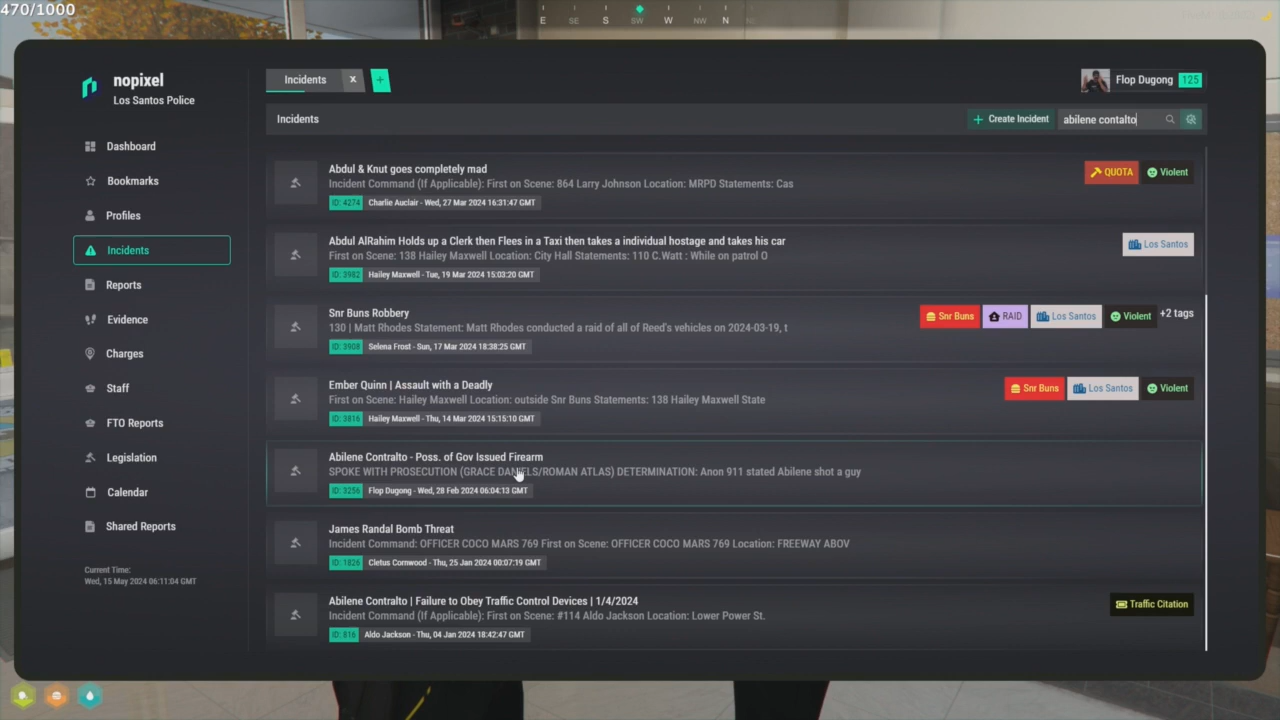 470/1000
E SE S SW W NW N NE
nopixel
Los Santos Police
Incidents x +
Flop Dugong 125
Incidents
+ Create Incident
abilene contalto
Dashboard
Bookmarks
Profiles
Incidents
Reports
Evidence
Charges
Staff
FTO Reports
Legislation
Calendar
Shared Reports
Current Time:
Wed, 15 May 2024 06:11:04 GMT
Abdul & Knut goes completely mad
Incident Command (If Applicable): First on Scene: 864 Larry Johnson Location: MRPD Statements: Cas
ID: 4274 Charlie Auclair - Wed, 27 Mar 2024 16:31:47 GMT
QUOTA Violent
Abdul AlRahim Holds up a Clerk then Flees in a Taxi then takes a individual hostage and takes his car
First on Scene: 138 Hailey Maxwell Location: City Hall Statements: 110 C.Watt : While on patrol O
ID: 3982 Hailey Maxwell - Tue, 19 Mar 2024 15:03:20 GMT
Los Santos
Snr Buns Robbery
130 | Matt Rhodes Statement: Matt Rhodes conducted a raid of all of Reed's vehicles on 2024-03-19, t
ID: 3908 Selena Frost - Sun, 17 Mar 2024 18:38:25 GMT
Snr Buns RAID Los Santos Violent +2 tags
Ember Quinn | Assault with a Deadly
First on Scene: Hailey Maxwell Location: outside Snr Buns Statements: 138 Hailey Maxwell State
ID: 3816 Hailey Maxwell - Thu, 14 Mar 2024 15:15:10 GMT
Snr Buns Los Santos Violent
Abilene Contralto - Poss. of Gov Issued Firearm
SPOKE WITH PROSECUTION (GRACE DANIELS/ROMAN ATLAS) DETERMINATION: Anon 911 stated Abilene shot a guy
ID: 3256 Flop Dugong - Wed, 28 Feb 2024 06:04:13 GMT
James Randal Bomb Threat
Incident Command: OFFICER COCO MARS 769 First on Scene: OFFICER COCO MARS 769 Location: FREEWAY ABOV
ID: 1826 Cletus Cornwood - Thu, 25 Jan 2024 00:07:19 GMT
Abilene Contralto | Failure to Obey Traffic Control Devices | 1/4/2024
Incident Command (If Applicable): First on Scene: #114 Aldo Jackson Location: Lower Power St.
ID: 816 Aldo Jackson - Thu, 04 Jan 2024 18:42:47 GMT
Traffic Citation